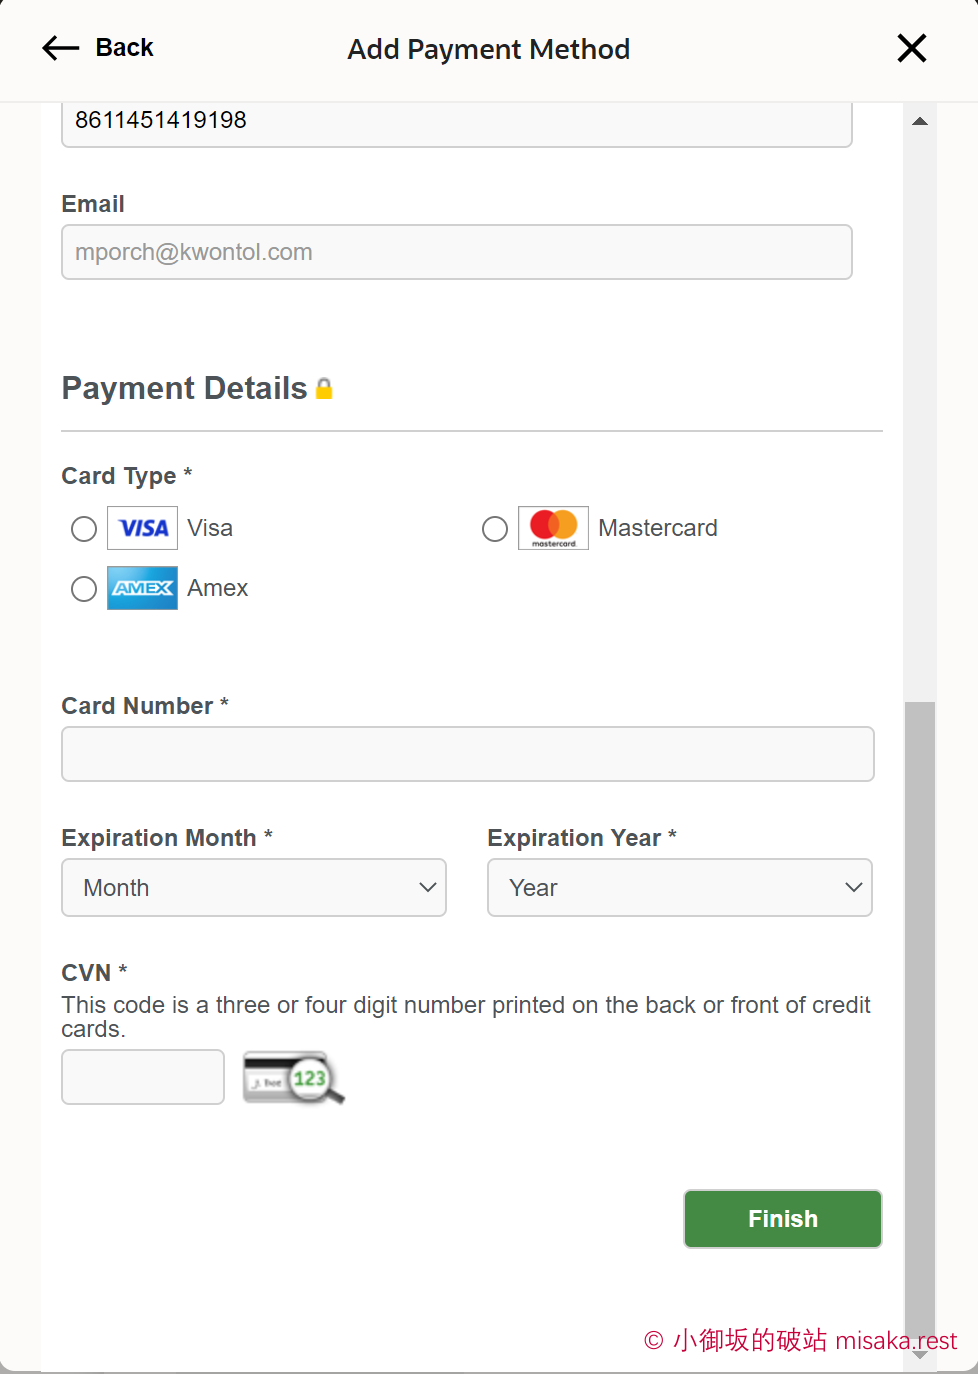 Back
Add Payment Method
8611451419198
Email
mporch@kwontol.com
Payment Details
Card Type *
VISA Visa
mastercard. Mastercard
AMEX Amex
Card Number *
Expiration Month *
Expiration Year *
Month
Year
CVN *
This code is a three or four digit number printed on the back or front of credit
cards.
J. Doe 123
Finish
© 小御坂的破站 misaka.rest